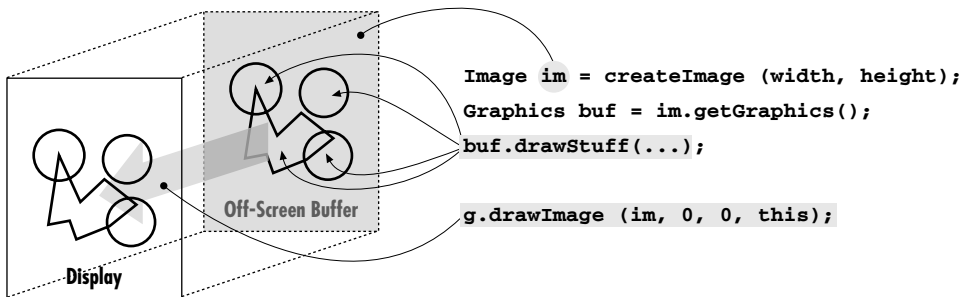 Image im = createImage (width, height);
Graphics buf = im.getGraphics();
buf.drawStuff(...);
Off-Screen Buffer
g.drawImage (im, 0, 0, this);
Display